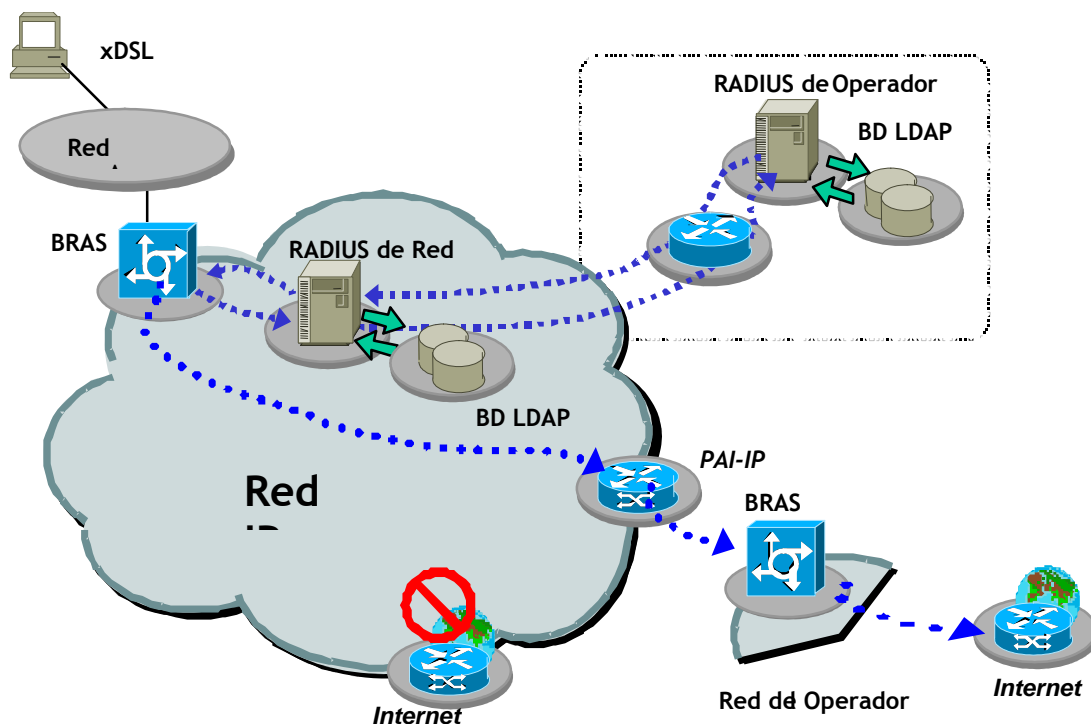 xDSL
RADIUS de Operador
BD LDAP
Red
BRAS
RADIUS de Red
BD LDAP
PAI-IP
Red
BRAS
Red del Operador
Internet
Internet